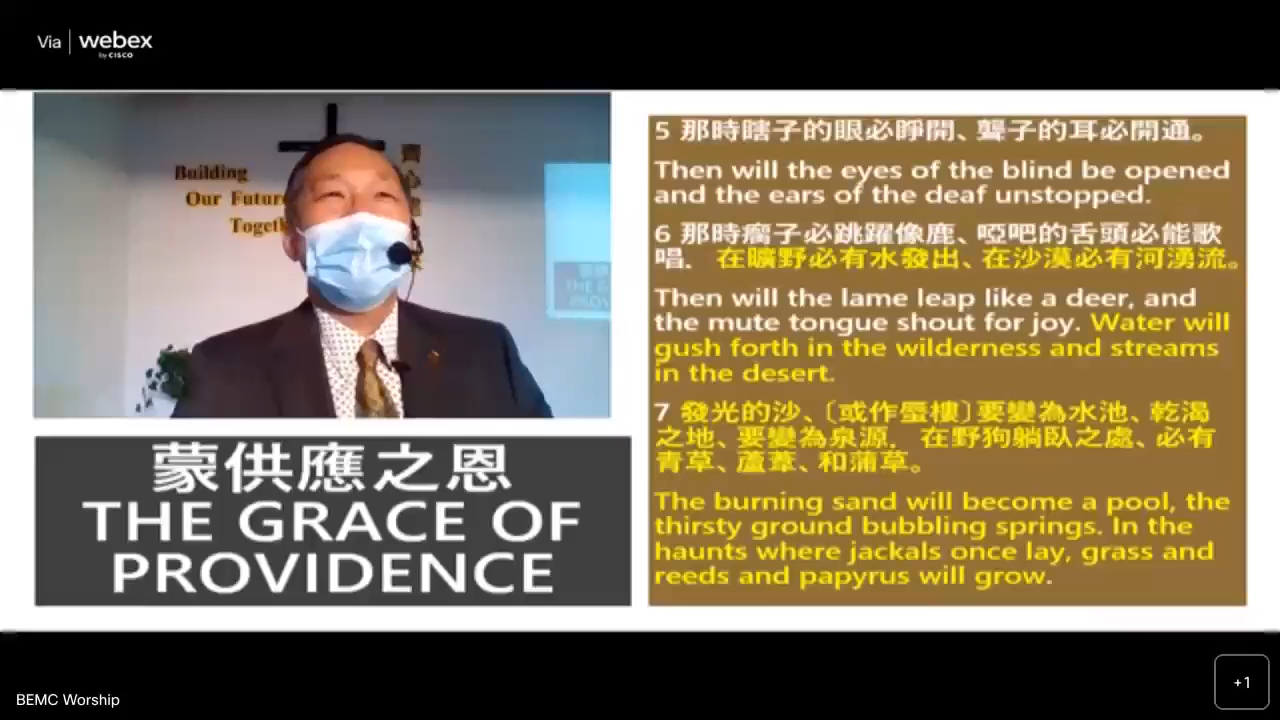 Via webex
by CISCO
Building
Our Future
Togeth
5 那時瞎子的眼必睜開、聾子的耳必開通。
Then will the eyes of the blind be opened
and the ears of the deaf unstopped.
6 那時瘸子必跳躍像鹿、啞吧的舌頭必能歌
唱． 在曠野必有水發出、在沙漠必有河湧流。
Then will the lame leap like a deer, and
the mute tongue shout for joy. Water will
gush forth in the wilderness and streams
in the desert.
7 發光的沙、〔或作蜃樓〕要變為水池、乾渴
之地、要變為泉源． 在野狗躺臥之處、必有
青草、蘆葦、和蒲草。
The burning sand will become a pool, the
thirsty ground bubbling springs. In the
haunts where jackals once lay, grass and
reeds and papyrus will grow.
蒙供應之恩
THE GRACE OF
PROVIDENCE
BEMC Worship
+1